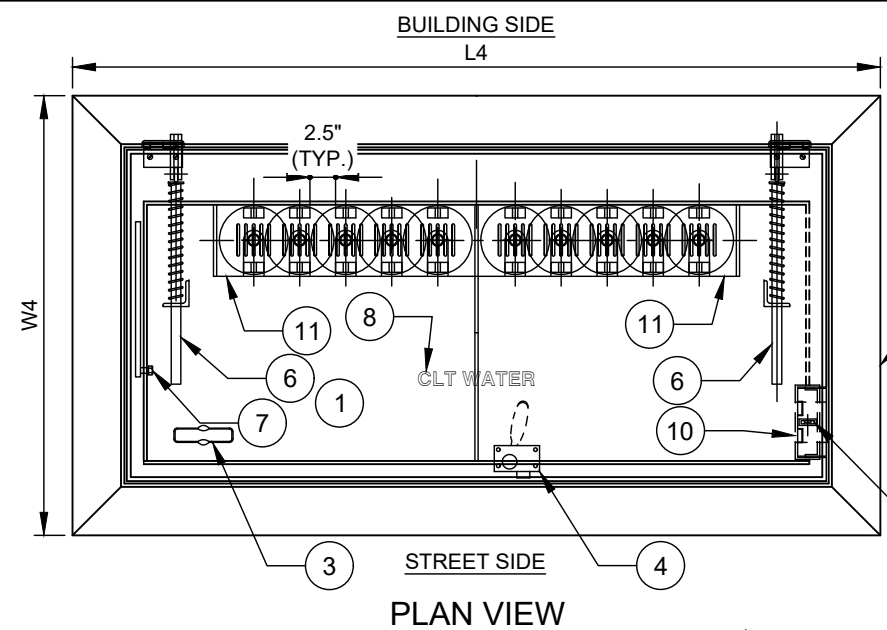 BUILDING SIDE
L4
2.5"
(TYP.)
W4
11
8
11
6
CLT WATER
6
1
7
10
3
STREET SIDE
4
PLAN VIEW